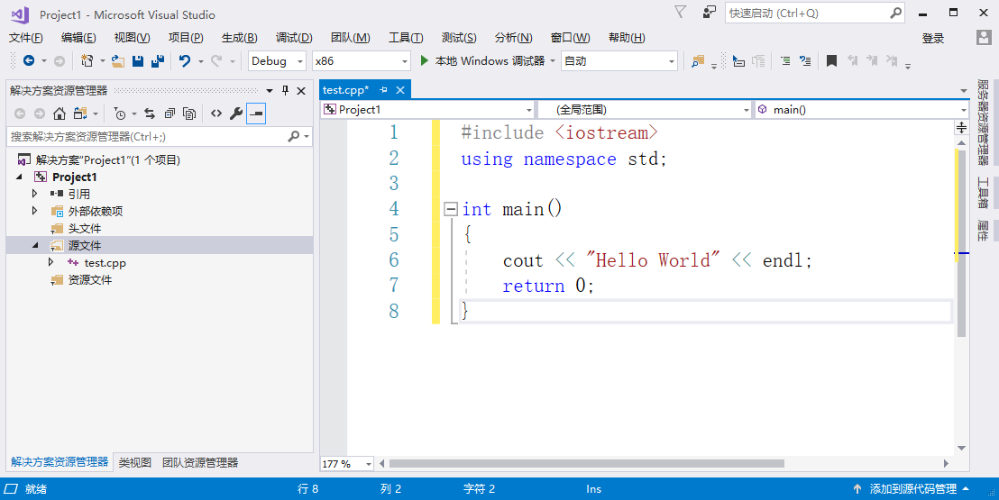 Project1 - Microsoft Visual Studio
快速启动 (Ctrl+Q)
文件(F) 编辑(E) 视图(V) 项目(P) 生成(B) 调试(D) 团队(M) 工具(T) 测试(S) 分析(N) 窗口(W) 帮助(H) 登录
Debug x86 本地 Windows 调试器 自动
解决方案资源管理器
搜索解决方案资源管理器(Ctrl+;)
解决方案"Project1"(1 个项目)
Project1
引用
外部依赖项
头文件
源文件
test.cpp
资源文件
解决方案资源管理器 类视图 团队资源管理器
test.cpp*
Project1 (全局范围) main()
1 #include <iostream>
2 using namespace std;
3
4 int main()
5 {
6 cout << "Hello World" << endl;
7 return 0;
8 }
177 %
服务器资源管理器
工具箱
属性
就绪 行 8 列 2 字符 2 Ins 添加到源代码管理